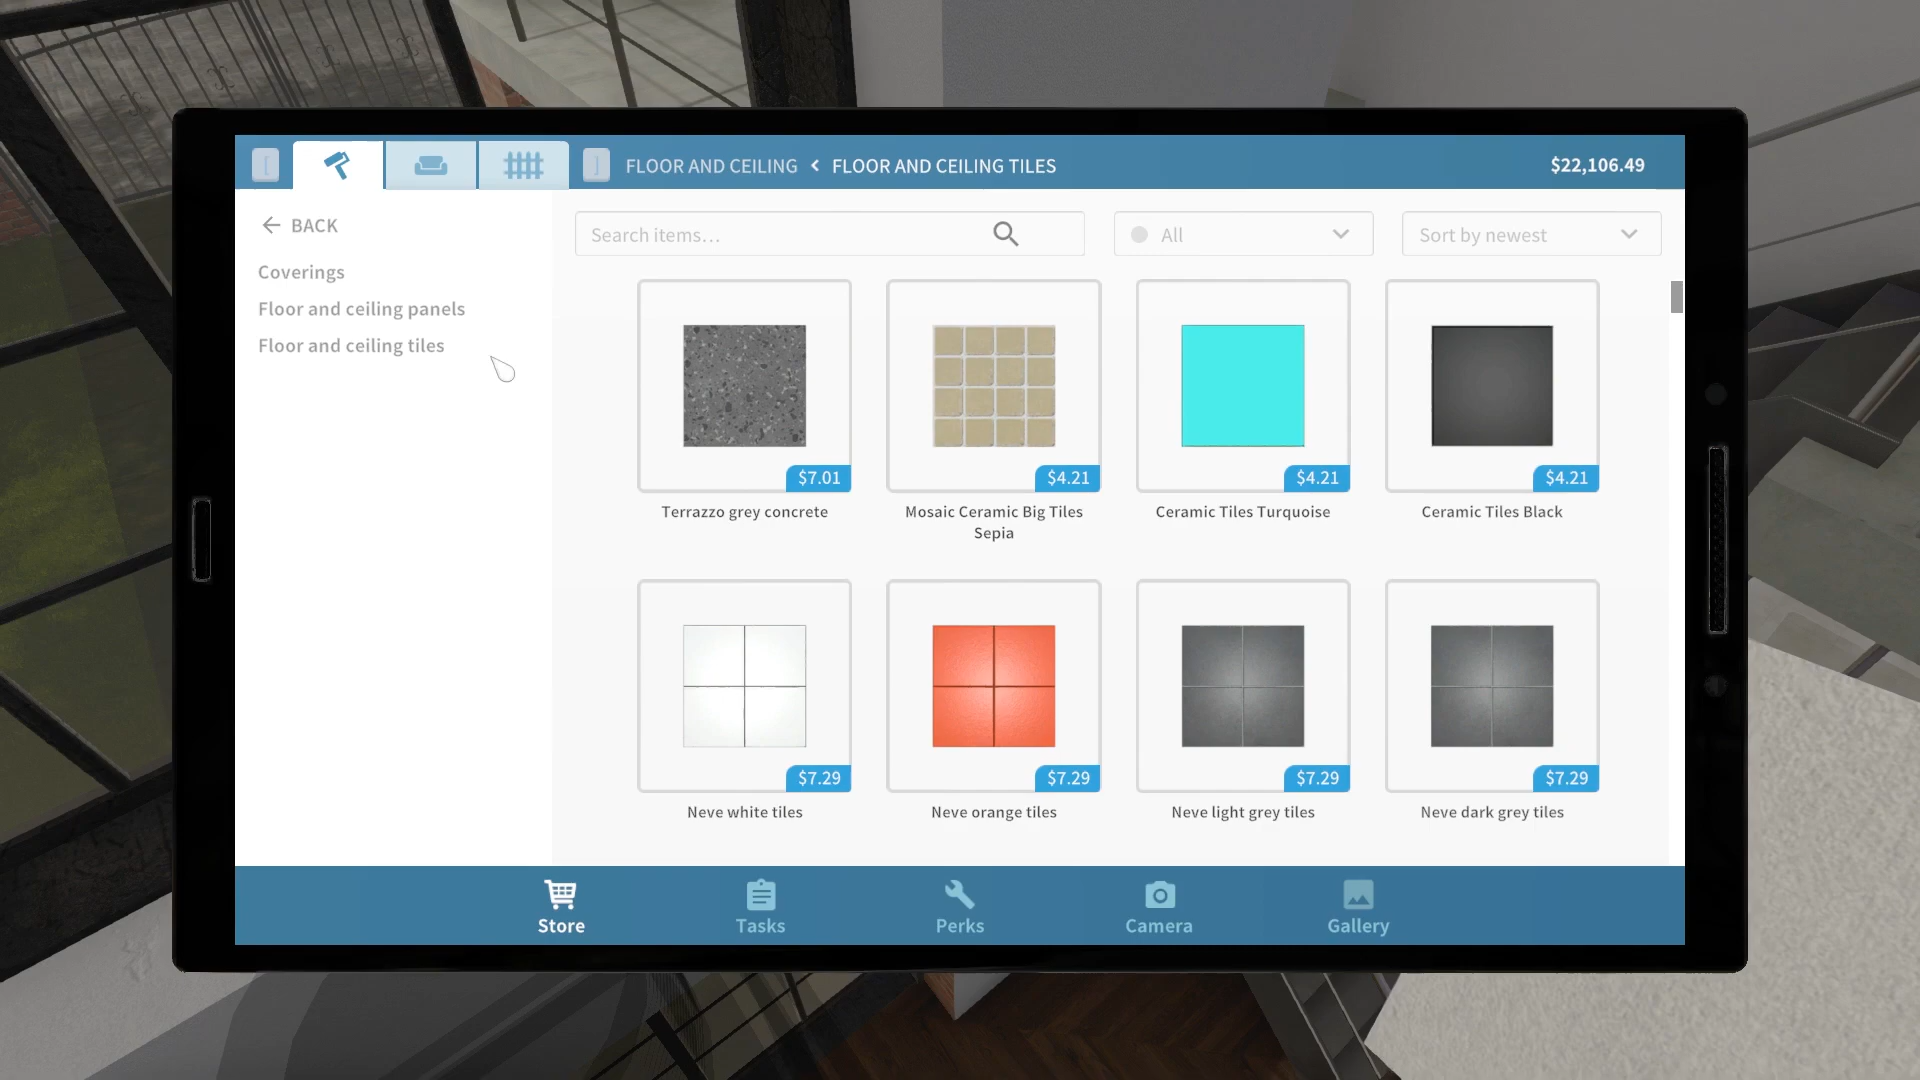 [
]
FLOOR AND CEILING < FLOOR AND CEILING TILES
$22,106.49
BACK
Coverings
Floor and ceiling panels
Floor and ceiling tiles
Search items...
All
Sort by newest
$7.01
$4.21
$4.21
$4.21
Terrazzo grey concrete
Mosaic Ceramic Big Tiles
Sepia
Ceramic Tiles Turquoise
Ceramic Tiles Black
$7.29
$7.29
$7.29
$7.29
Neve white tiles
Neve orange tiles
Neve light grey tiles
Neve dark grey tiles
Store
Tasks
Perks
Camera
Gallery